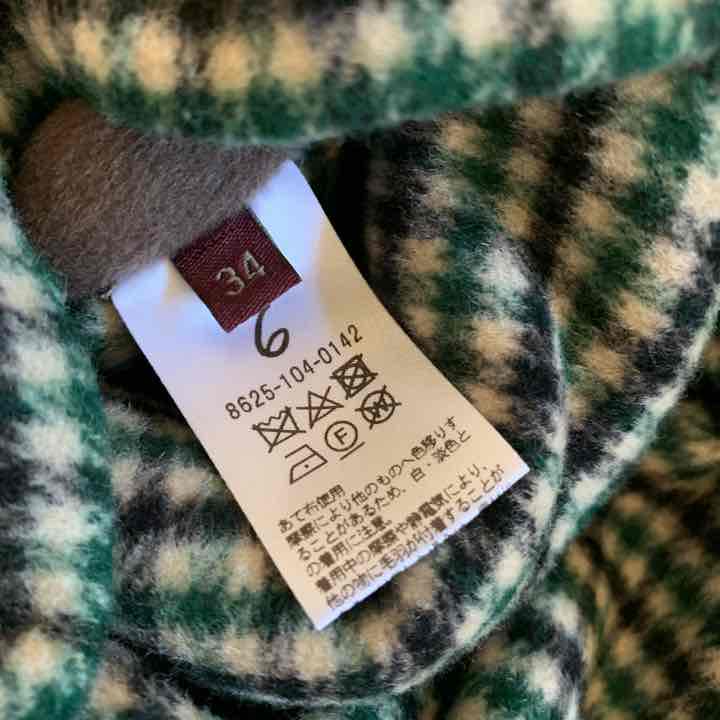 34
6
8625-104-0142
F
W
あて布使用
摩擦により他のものへ色移りす
ることがあるため、白・淡色と
の着用に注意
着用中の摩擦や静電気により、
他の物に毛羽が付着することが